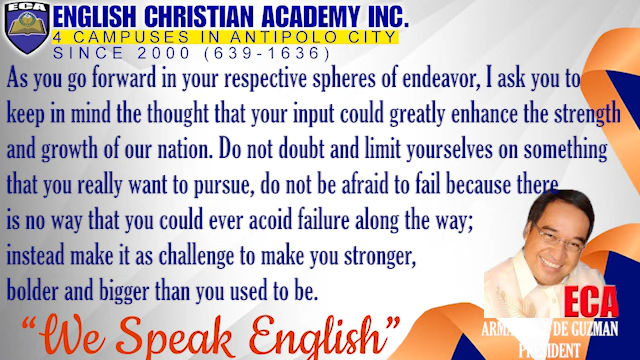 ECA
ENGLISH CHRISTIAN ACADEMY INC.
4 CAMPUSES IN ANTIPOLO CITY
SINCE 2000 (639-1636)
As you go forward in your respective spheres of endeavor, I ask you to
keep in mind the thought that your input could greatly enhance the strength
and growth of our nation. Do not doubt and limit yourselves on something
that you really want to pursue, do not be afraid to fail because there
is no way that you could ever acoid failure along the way;
instead make it as challenge to make you stronger,
bolder and bigger than you used to be.
"We Speak English"
ECA
DE GUZMAN
PRESIDENT